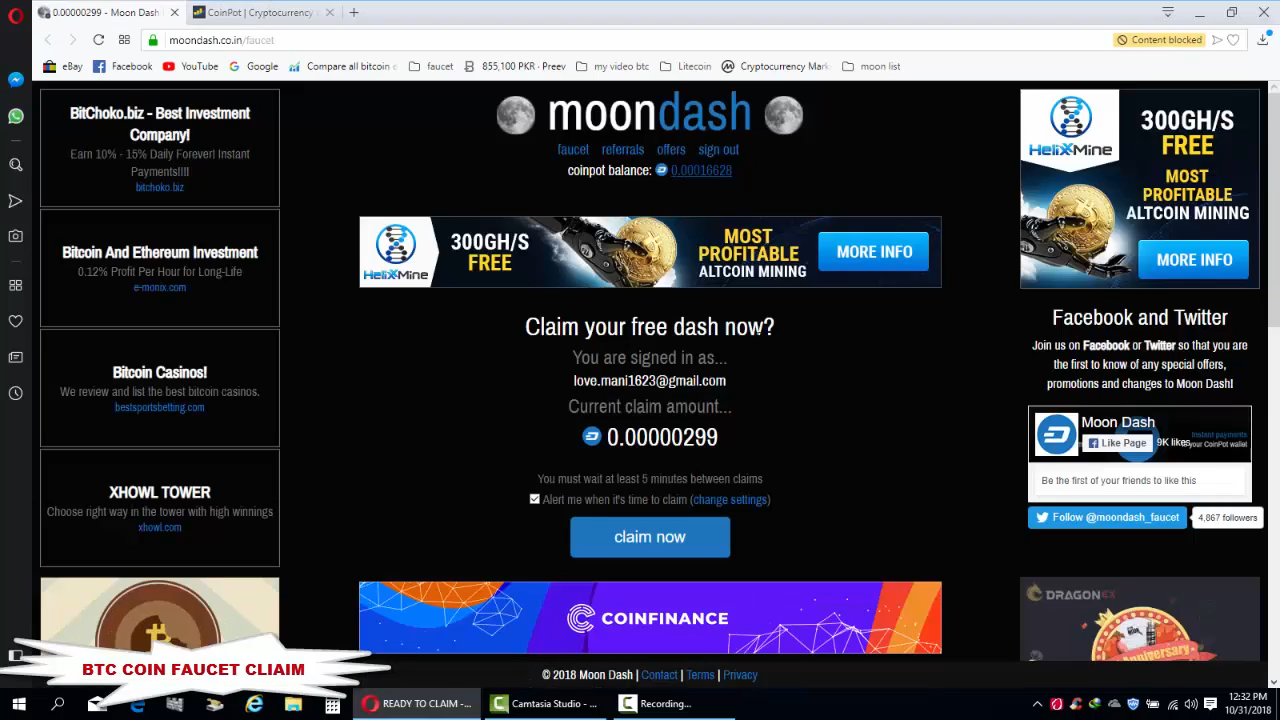 0.00000299 - Moon Dash
CoinPot | Cryptocurrency
moondash.co.in/faucet
Content blocked
eBay
Facebook
YouTube
Google
Compare all bitcoin
faucet
855,100 PKR - Preev
my video btc
Litecoin
Cryptocurrency Mark
moon list
BitChoko.biz - Best Investment
Company!
Earn 10% - 15% Daily Forever! Instant
Payments!!!!
bitchoko.biz
Bitcoin And Ethereum Investment
0.12% Profit Per Hour for Long-Life
e-monix.com
Bitcoin Casinos!
We review and list the best bitcoin casinos.
bestsportsbetting.com
XHOWL TOWER
Choose right way in the tower with high winnings
xhowl.com
moondash
faucet referrals offers sign out
coinpot balance: 0.00016628
HelixMine
300GH/S
FREE
MOST
PROFITABLE
ALTCOIN MINING
MORE INFO
Claim your free dash now?
You are signed in as...
love.mani1623@gmail.com
Current claim amount...
0.00000299
You must wait at least 5 minutes between claims
Alert me when it's time to claim (change settings)
claim now
COINFINANCE
© 2018 Moon Dash | Contact | Terms | Privacy
HelixMine
300GH/S
FREE
MOST
PROFITABLE
ALTCOIN MINING
MORE INFO
Facebook and Twitter
Join us on Facebook or Twitter so that you are
the first to know of any special offers,
promotions and changes to Moon Dash!
Moon Dash
Like Page
9K likes
Instant payments
your CoinPot wallet
Be the first of your friends to like this
Follow @moondash_faucet
4,867 followers
DRAGONEX
Anniversary
BTC COIN FAUCET CLIAIM
READY TO CLAIM -...
Camtasia Studio - ...
Recording...
12:32 PM
10/31/2018